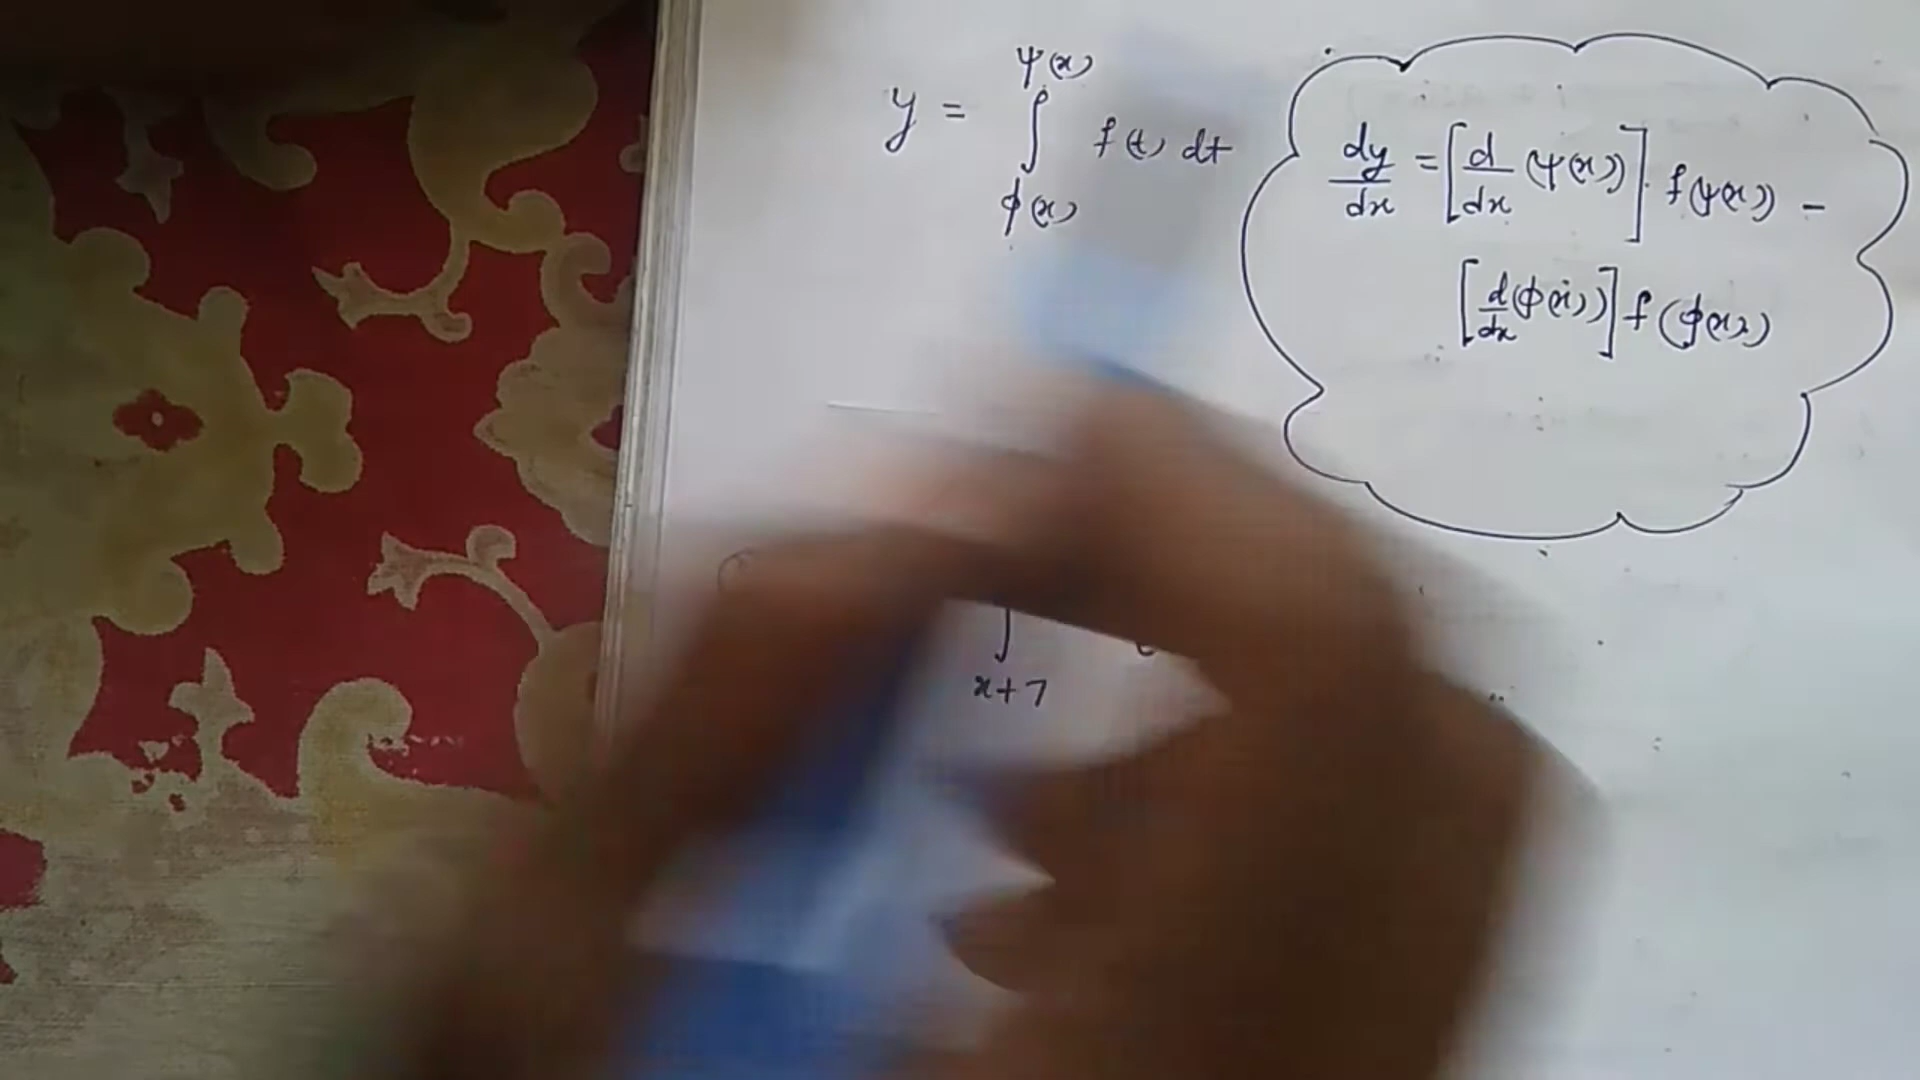 y = ∫ f(t) dt
ψ(x)
ϕ(x)
dy/dx = [d/dx (ψ(x))] . f(ψ(x)) -
[d/dx (ϕ(x))] f(ϕ(x))
∫
x+7